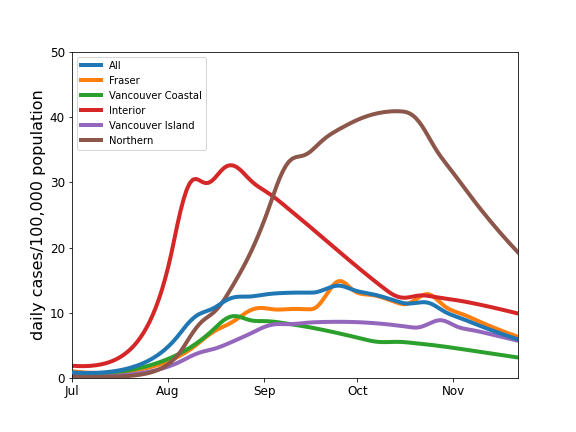 daily cases/100,000 population
50
40
30
20
10
0
All
Fraser
Vancouver Coastal
Interior
Vancouver Island
Northern
Jul Aug Sep Oct Nov